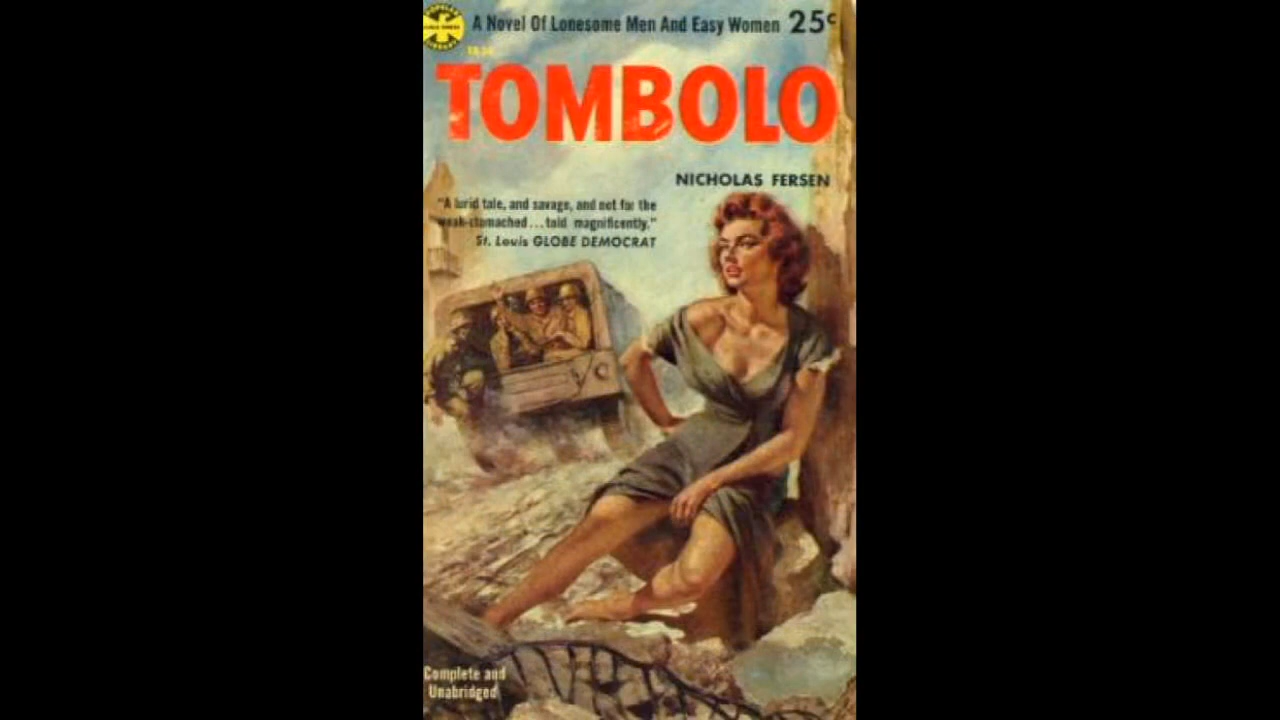 A Novel Of Lonesome Men And Easy Women 25¢
TOMBOLO
NICHOLAS FERSEN
"A lurid tale, and savage, and not for the
weak-stomached...told magnificently."
St. Louis GLOBE DEMOCRAT
Complete and
Unabridged